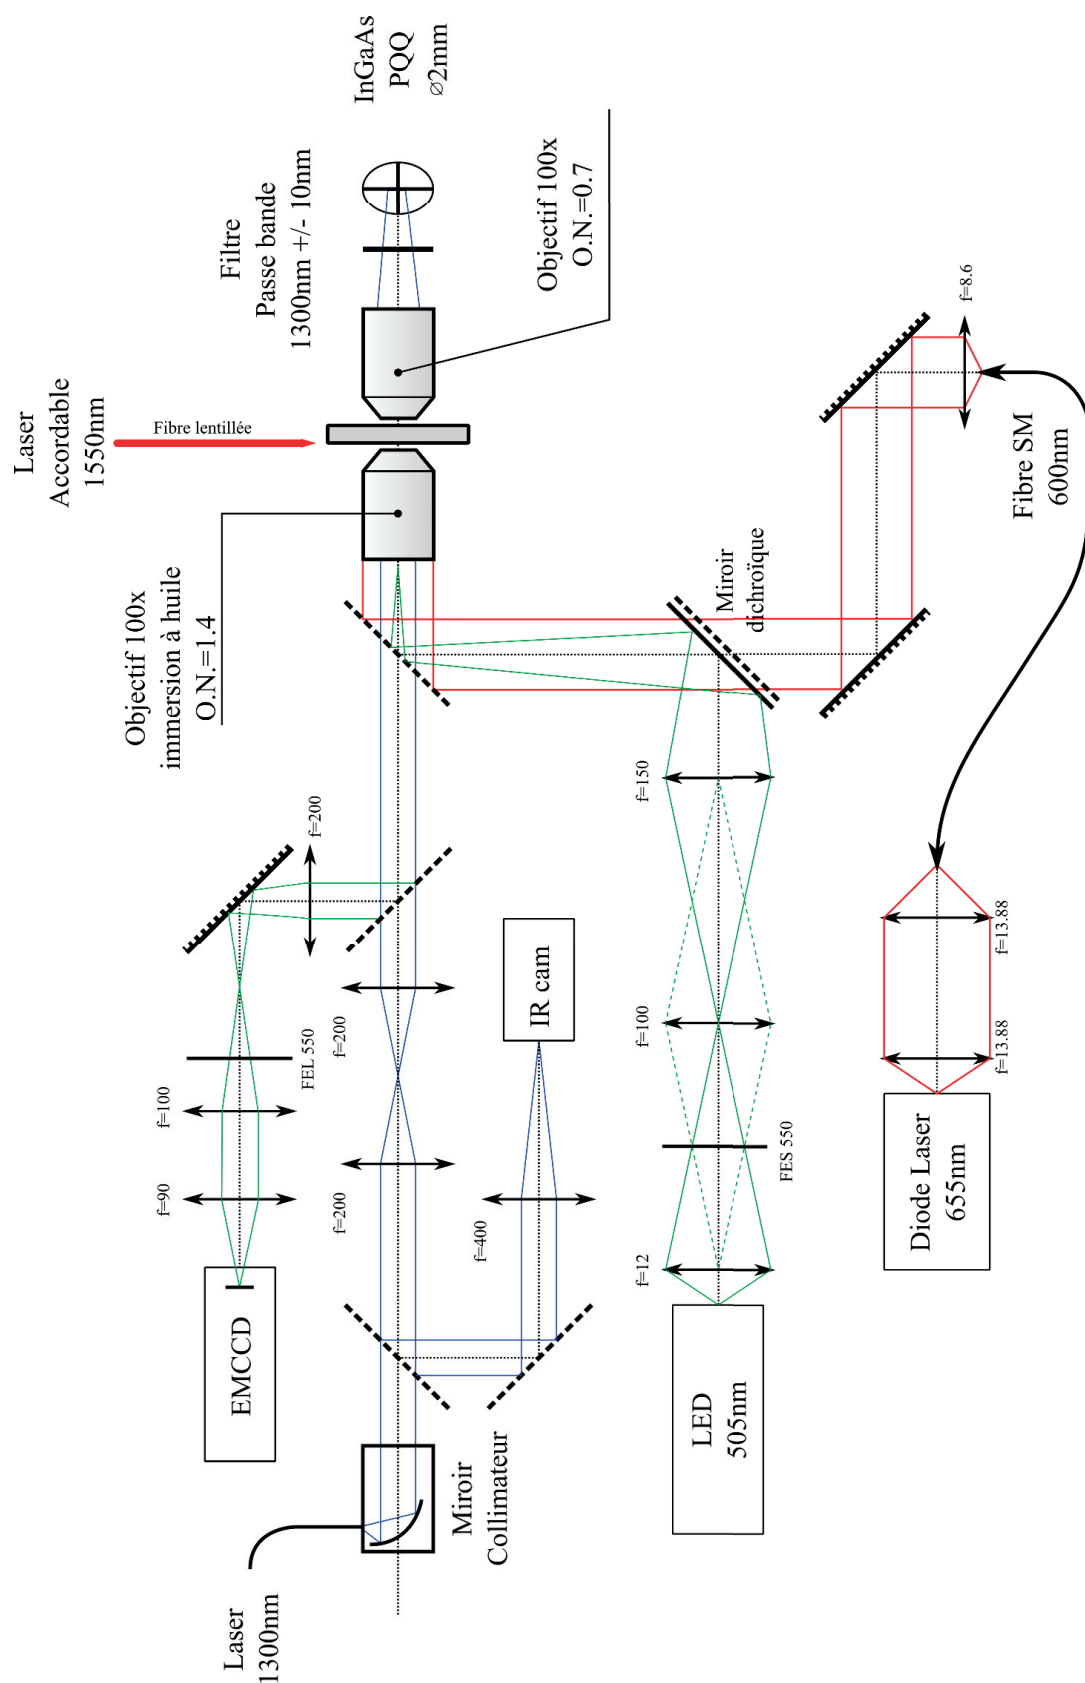 Laser
1300nm
Miroir
Collimateur
EMCCD
f=90
f=100
FEL 550
f=200
f=200
f=200
f=400
IR cam
Objectif 100x
immersion à huile
O.N.=1.4
Laser
Accordable
1550nm
Fibre lentillée
Filtre
Passe bande
1300nm +/- 10nm
InGaAs
PQQ
⌀2mm
Objectif 100x
O.N.=0.7
LED
505nm
f=12
FES 550
f=100
f=150
Miroir
dichroïque
Diode Laser
655nm
f=13.88
f=13.88
Fibre SM
600nm
f=8.6